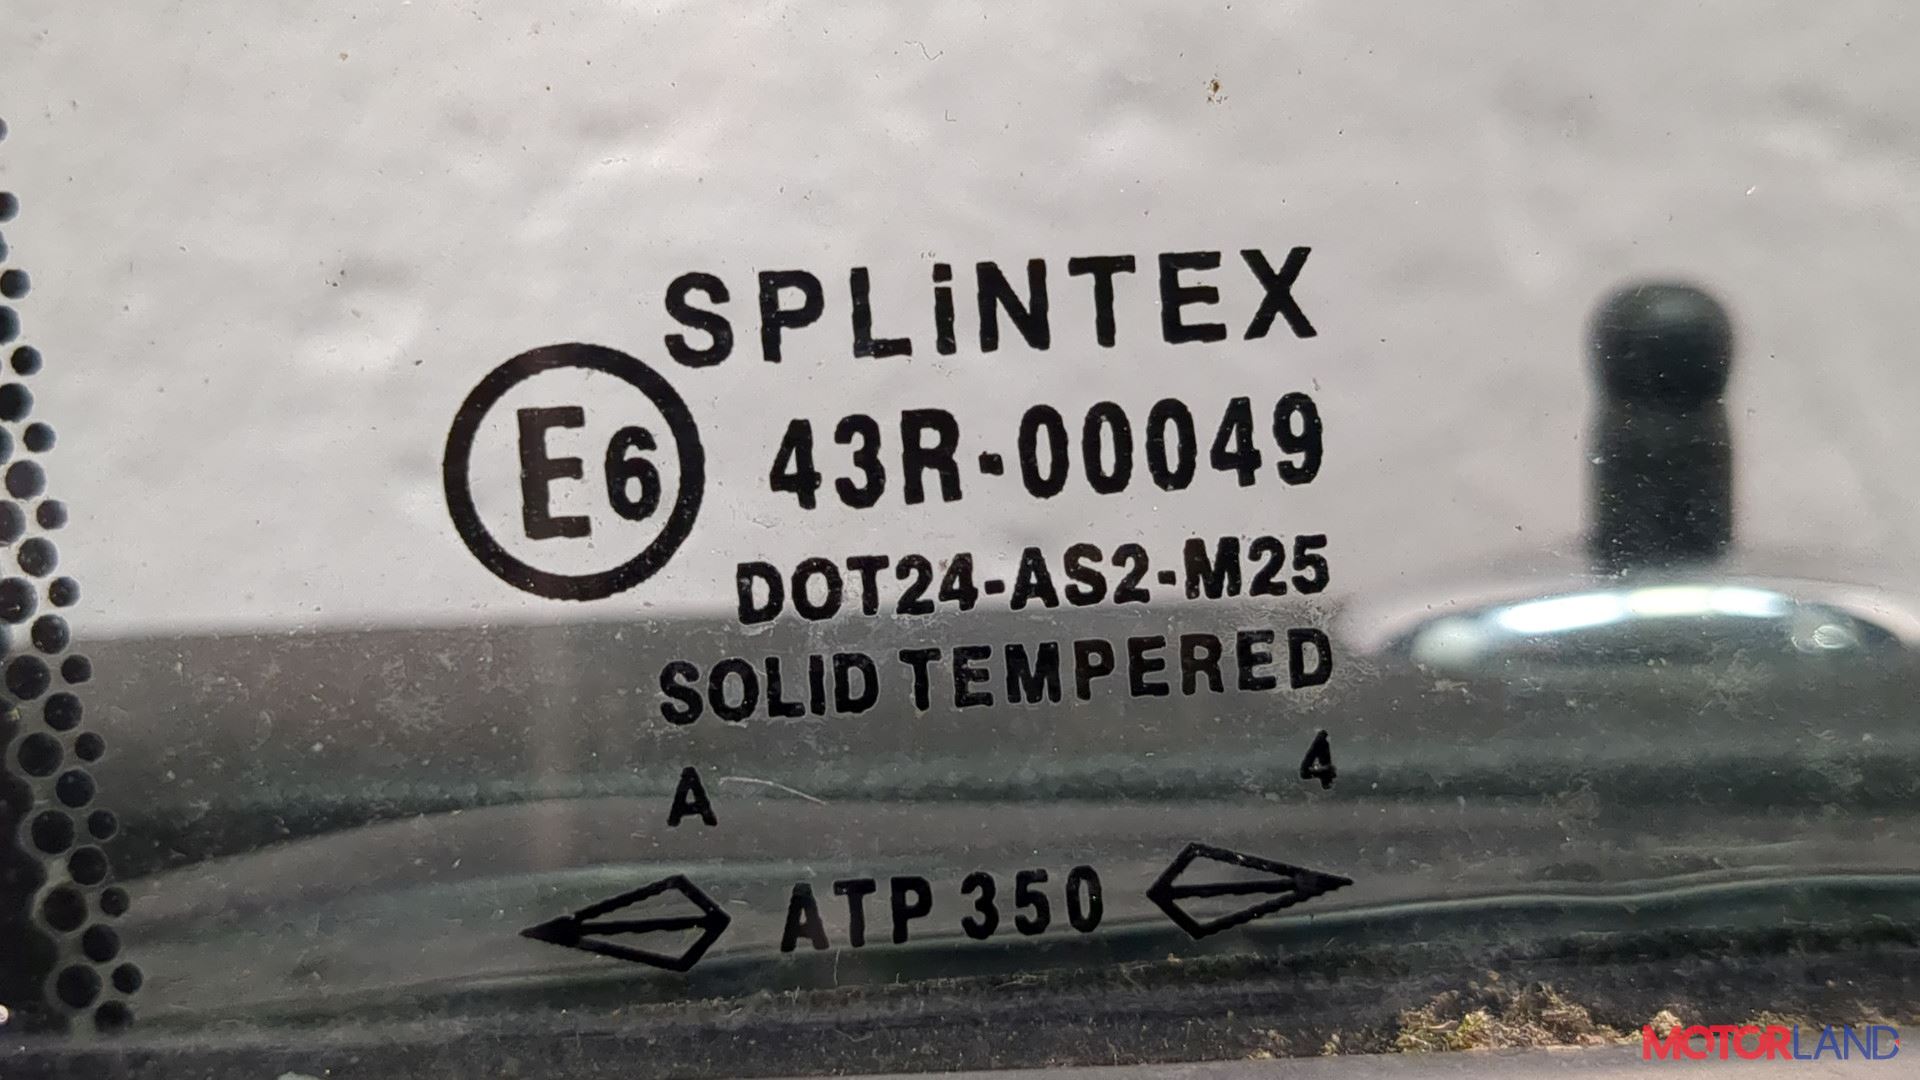 SPLiNTEX
E6 43R-00049
DOT24-AS2-M25
SOLID TEMPERED
A 4
ATP 350
MOTORLAND